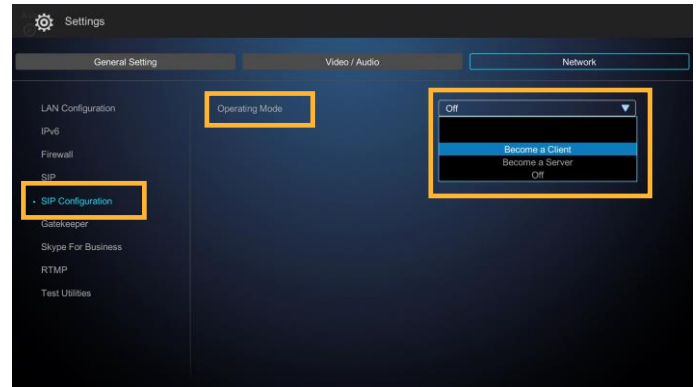 Settings
General Setting
Video / Audio
Network
LAN Configuration
Operating Mode
Off
IPv6
Become a Client
Become a Server
Off
Firewall
SIP
SIP Configuration
Gatekeeper
Skype For Business
RTMP
Test Utilities